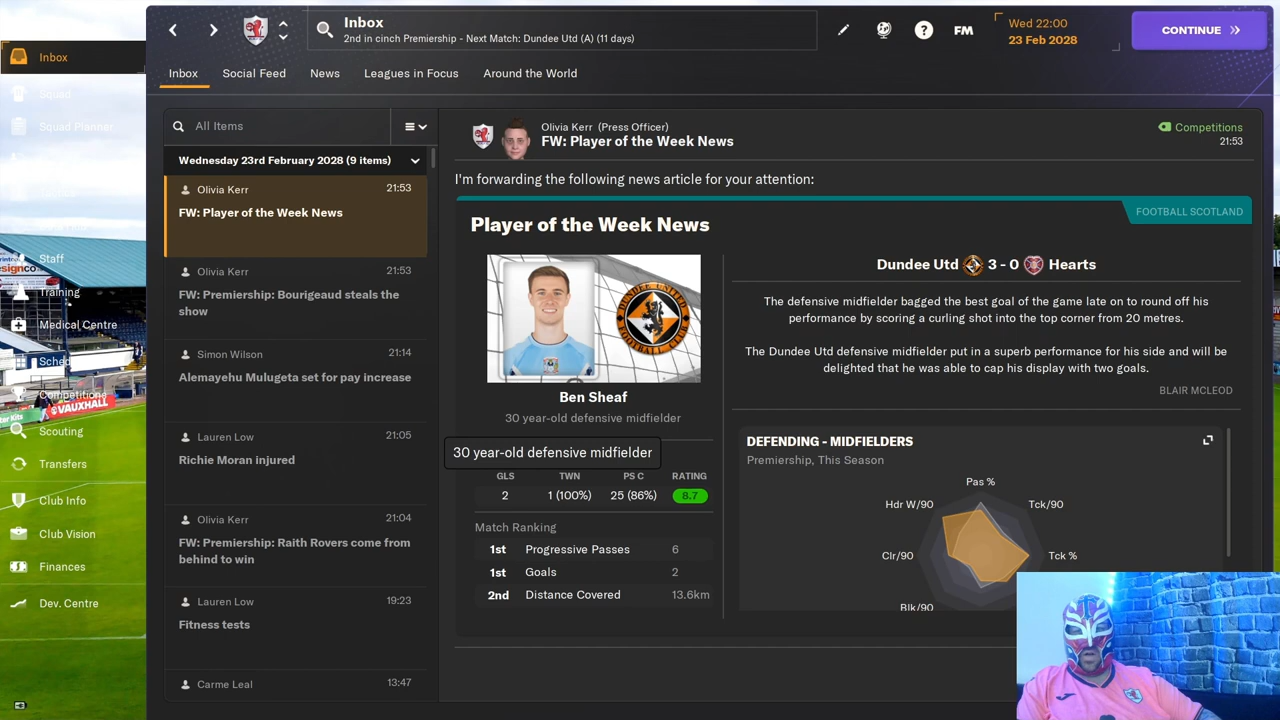 Inbox
2nd in cinch Premiership - Next Match: Dundee Utd (A) (11 days)
FM
Wed 22:00
23 Feb 2028
CONTINUE
Inbox
Social Feed
News
Leagues in Focus
Around the World
Inbox
Squad
Squad Planner
Staff
Training
Medical Centre
Sched
Competitions
Scouting
Transfers
Club Info
Club Vision
Finances
Dev. Centre
VAUXHALL
All Items
Wednesday 23rd February 2028 (9 items)
Olivia Kerr 21:53
FW: Player of the Week News
Olivia Kerr 21:53
FW: Premiership: Bourigeaud steals the
show
Simon Wilson 21:14
Alemayehu Mulugeta set for pay increase
Lauren Low 21:05
Richie Moran injured
Olivia Kerr 21:04
FW: Premiership: Raith Rovers come from
behind to win
Lauren Low 19:23
Fitness tests
Carme Leal 13:47
Olivia Kerr (Press Officer)
FW: Player of the Week News
Competitions
21:53
I'm forwarding the following news article for your attention:
FOOTBALL SCOTLAND
Player of the Week News
Ben Sheaf
30 year-old defensive midfielder
30 year-old defensive midfielder
GLS TWN PS C RATING
2 1 (100%) 25 (86%) 8.7
Match Ranking
1st Progressive Passes 6
1st Goals 2
2nd Distance Covered 13.6km
Dundee Utd 3 - 0 Hearts
The defensive midfielder bagged the best goal of the game late on to round off his
performance by scoring a curling shot into the top corner from 20 metres.
The Dundee Utd defensive midfielder put in a superb performance for his side and will be
delighted that he was able to cap his display with two goals.
BLAIR MCLEOD
DEFENDING - MIDFIELDERS
Premiership, This Season
Pas %
Hdr W/90
Tck/90
Clr/90
Tck %
Blk/90